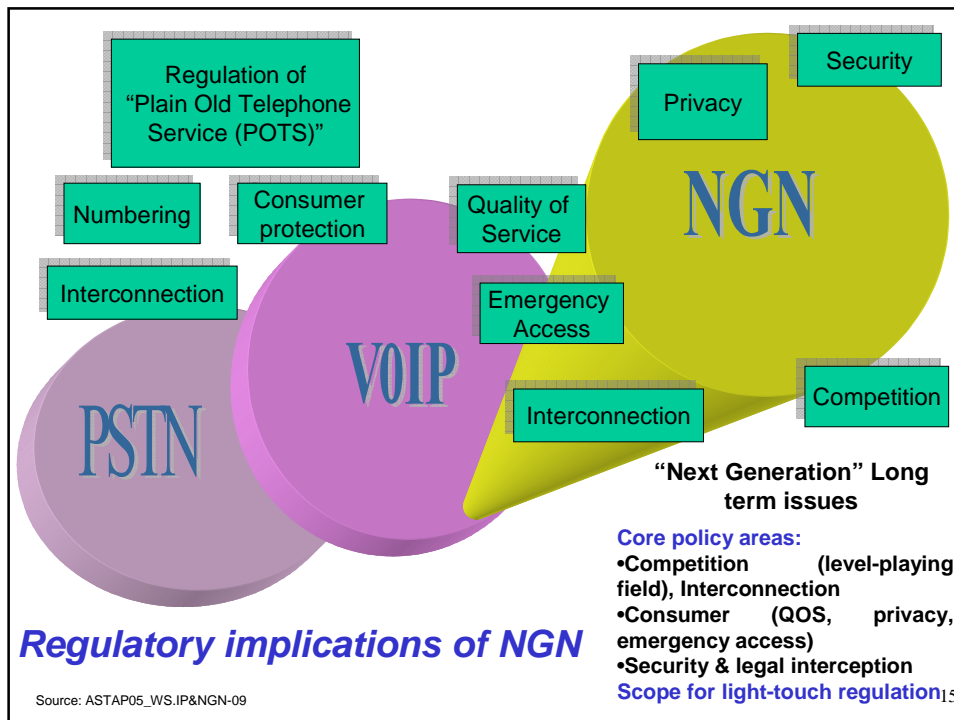 Regulation of
“Plain Old Telephone
Service (POTS)”
Numbering
Consumer
protection
Interconnection
Quality of
Service
Emergency
Access
Interconnection
Privacy
Security
Competition
PSTN
V0IP
NGN
“Next Generation” Long
term issues
Core policy areas:
•Competition (level-playing
field), Interconnection
•Consumer (QOS, privacy,
emergency access)
•Security & legal interception
Scope for light-touch regulation
Regulatory implications of NGN
Source: ASTAP05_WS.IP&NGN-09
15